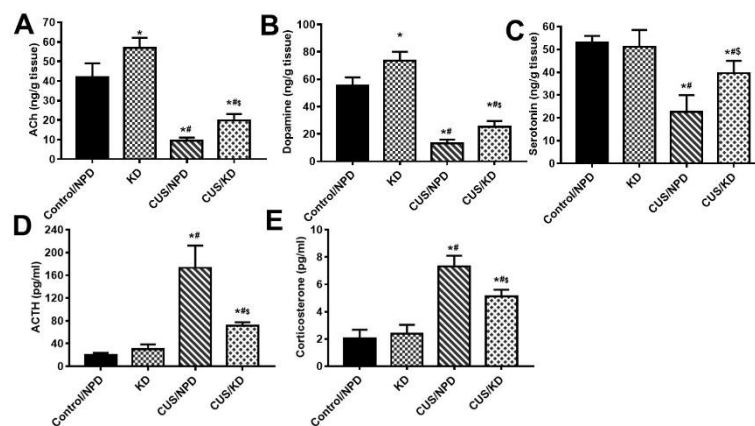 A
ACh (ng/g tissue)
70
60
50
40
30
20
10
0
*
*#
*#$
Control/NPD
KD
CUS/NPD
CUS/KD
B
Dopamine (ng/g tissue)
100
80
60
40
20
0
*
*#
*#$
Control/NPD
KD
CUS/NPD
CUS/KD
C
Serotonin (ng/g tissue)
60
50
40
30
20
10
0
*#
*#$
Control/NPD
KD
CUS/NPD
CUS/KD
D
ACTH (pg/ml)
240
200
160
120
80
40
0
*#
*#$
Control/NPD
KD
CUS/NPD
CUS/KD
E
Corticosterone (pg/ml)
10
8
6
4
2
0
*#
*#$
Control/NPD
KD
CUS/NPD
CUS/KD